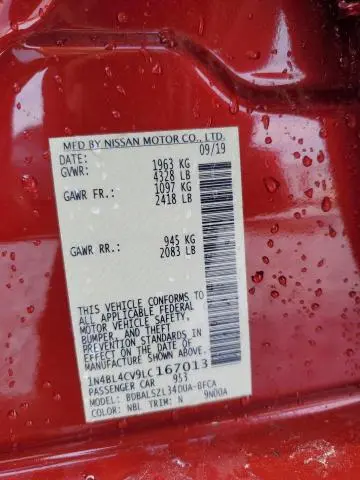 MFD BY NISSAN MOTOR CO., LTD.
DATE: 09/19
GVWR: 1963 KG
4328 LB
GAWR FR.: 1097 KG
2418 LB
GAWR RR.: 945 KG
2083 LB
THIS VEHICLE CONFORMS TO
ALL APPLICABLE FEDERAL
MOTOR VEHICLE SAFETY,
BUMPER, AND THEFT
PREVENTION STANDARDS IN
EFFECT ON THE DATE OF
MANUFACTURE SHOWN ABOVE.
1N4BL4CV9LC167013
PASSENGER CAR 953
MODEL: BDBALSZL340UA-BFCA
COLOR: NBL TRIM: N 9N00A